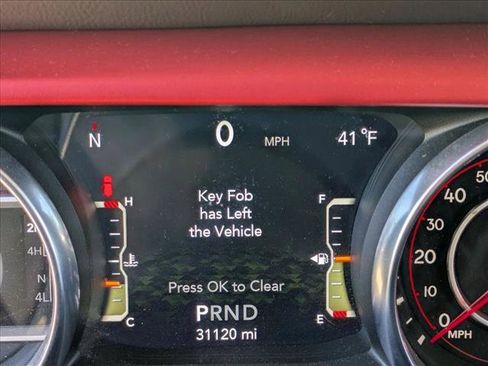 N
0 MPH
41°F
H
Key Fob
has Left
the Vehicle
F
Press OK to Clear
C
PRND
E
31120 mi
4H
N
4L
50
40
30
20
10
0
MPH